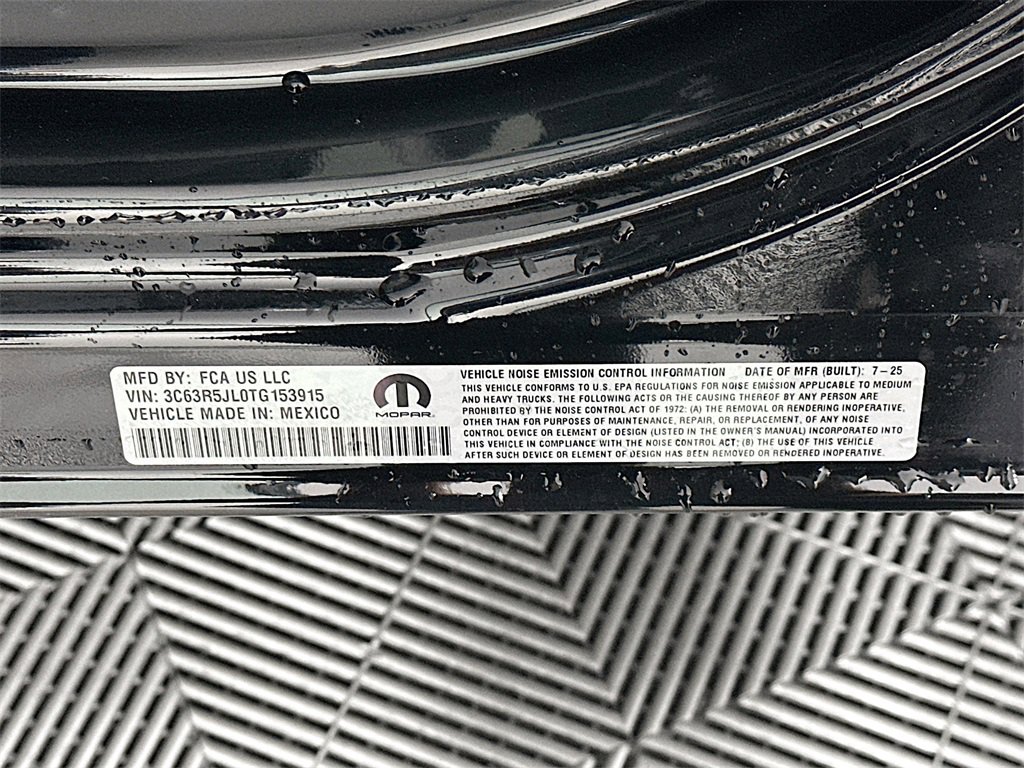 MFD BY: FCA US LLC
VIN: 3C63R5JL0TG153915
VEHICLE MADE IN: MEXICO
MOPAR.
VEHICLE NOISE EMISSION CONTROL INFORMATION DATE OF MFR (BUILT): 7-25
THIS VEHICLE CONFORMS TO U.S. EPA REGULATIONS FOR NOISE EMISSION APPLICABLE TO MEDIUM
AND HEAVY TRUCKS. THE FOLLOWING ACTS OR THE CAUSING THEREOF BY ANY PERSON ARE
PROHIBITED BY THE NOISE CONTROL ACT OF 1972: (A) THE REMOVAL OR RENDERING INOPERATIVE,
OTHER THAN FOR PURPOSES OF MAINTENANCE, REPAIR, OR REPLACEMENT, OF ANY NOISE
CONTROL DEVICE OR ELEMENT OF DESIGN (LISTED IN THE OWNER'S MANUAL) INCORPORATED INTO
THIS VEHICLE IN COMPLIANCE WITH THE NOISE CONTROL ACT; (B) THE USE OF THIS VEHICLE
AFTER SUCH DEVICE OR ELEMENT OF DESIGN HAS BEEN REMOVED OR RENDERED INOPERATIVE.